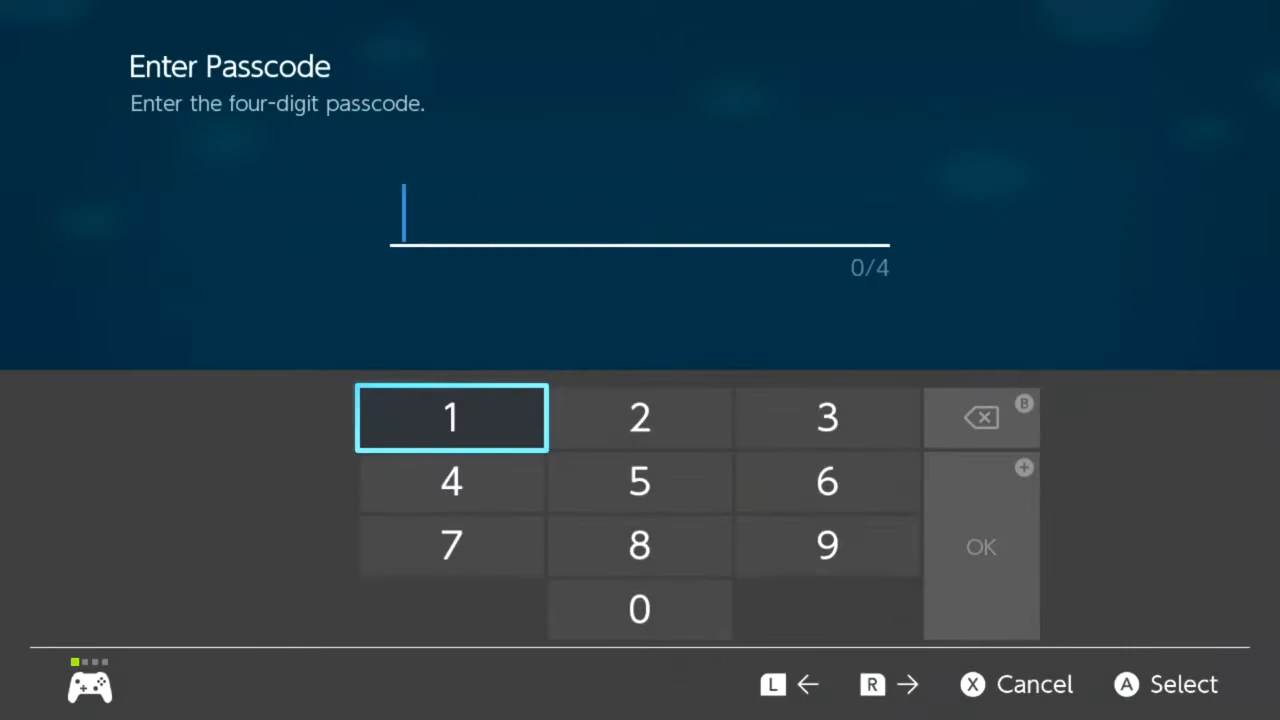 Enter Passcode
Enter the four-digit passcode.
0/4
1 2 3 B
4 5 6 +
7 8 9 OK
0
L ← R → X Cancel A Select